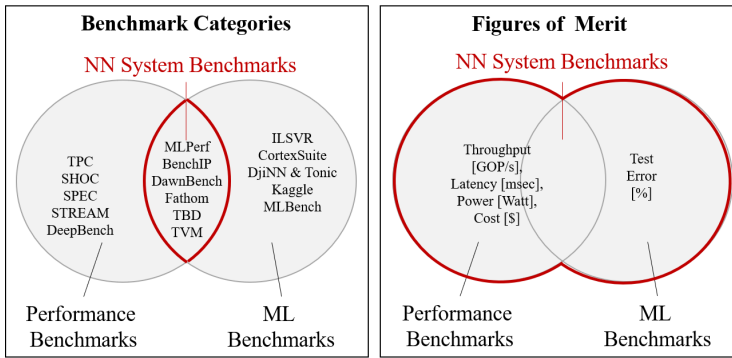 Benchmark Categories
NN System Benchmarks
TPC
SHOC
SPEC
STREAM
DeepBench
MLPerf
BenchIP
DawnBench
Fathom
TBD
TVM
ILSVR
CortexSuite
DjiNN & Tonic
Kaggle
MLBench
Performance
Benchmarks
ML
Benchmarks
Figures of Merit
NN System Benchmarks
Throughput
[GOP/s],
Latency [msec],
Power [Watt],
Cost [$]
Test
Error
[%]
Performance
Benchmarks
ML
Benchmarks